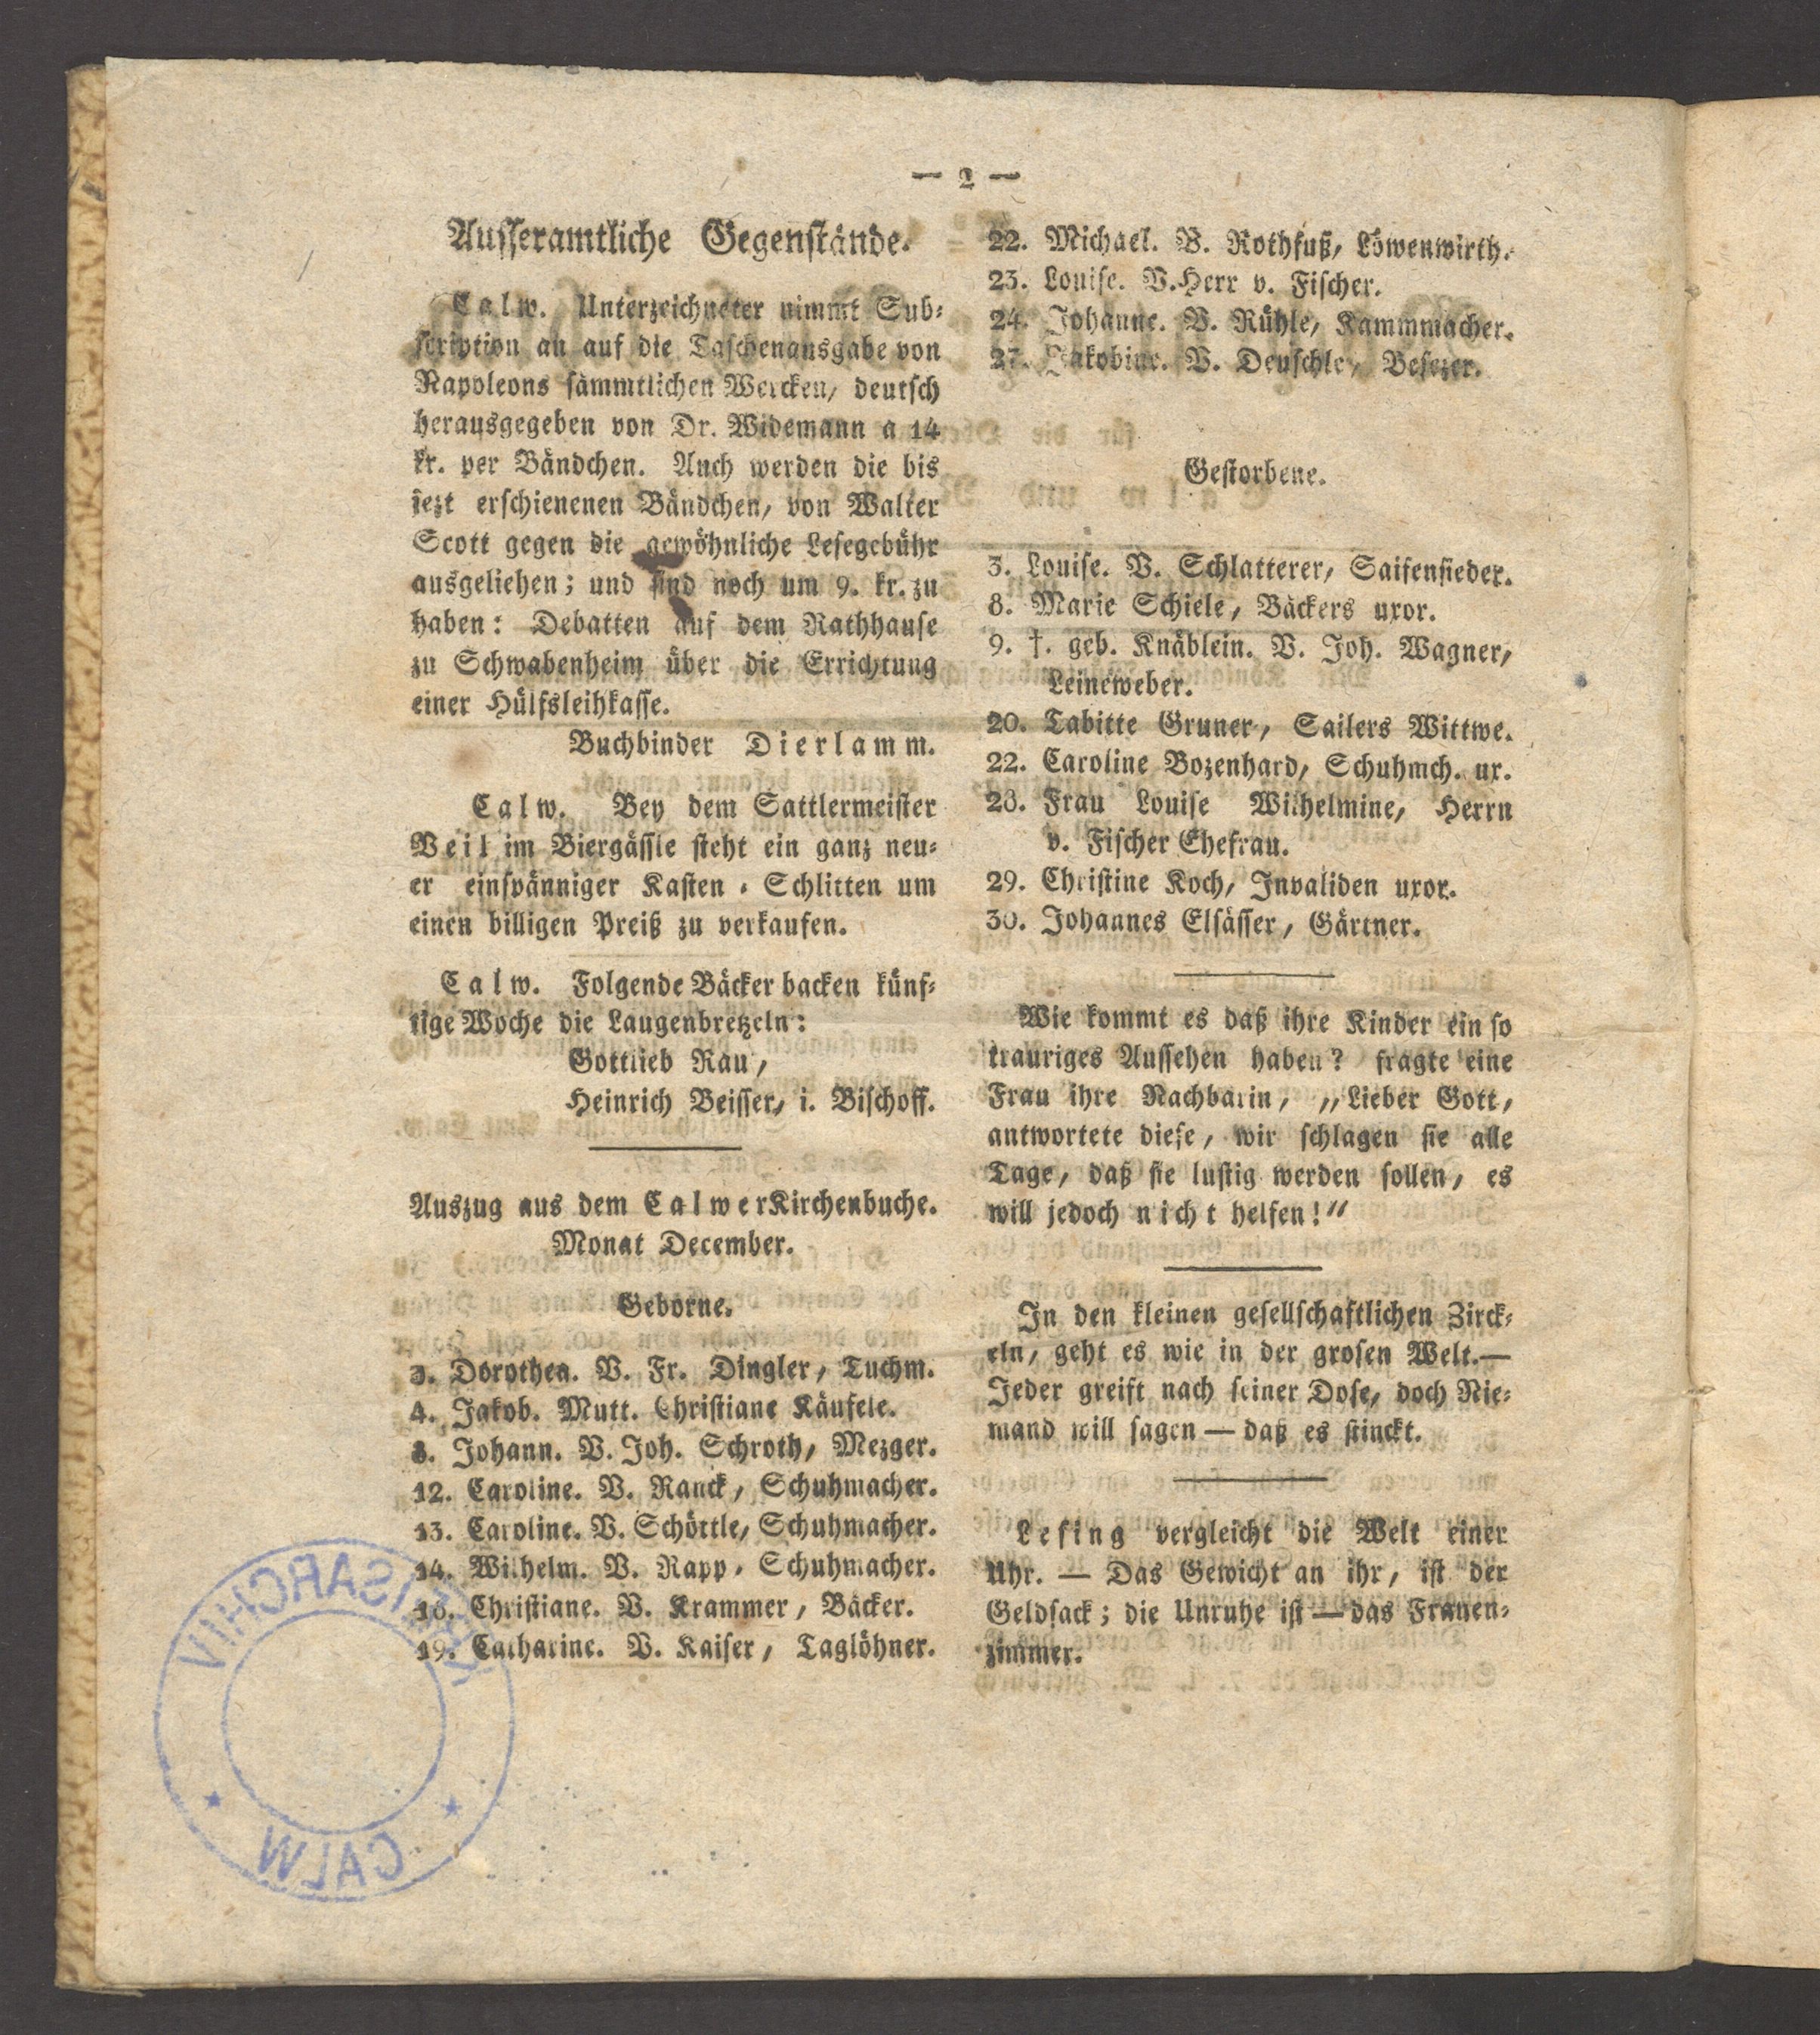 — 2 —
Ausseramtliche Gegenstände.
Calw. Unterzeichneter nimmt Sub-
scription an auf die Taschenausgabe von
Napoleons sämmtlichen Wercken, deutsch
herausgegeben von Dr. Widemann a 14
kr. per Bändchen. Auch werden die bis
jezt erschienenen Bändchen, von Walter
Scott gegen die gewöhnliche Lesegebühr
ausgeliehen; und sind noch um 9. kr. zu
haben: Debatten auf dem Rathhause
zu Schwabenheim über die Errichtung
einer Hülfsleihkasse.
Buchbinder Dierlamm.
Calw. Bey dem Sattlermeister
Veil im Biergässle steht ein ganz neu-
er einspänniger Kasten-Schlitten um
einen billigen Preiß zu verkaufen.
Calw. Folgende Bäcker backen künf-
tige Woche die Laugenbretzeln:
Gottlieb Rau,
Heinrich Beisser, i. Bischoff.
Auszug aus dem Calwer Kirchenbuche.
Monat December.
Geborne.
3. Dorothea. V. Fr. Dingler, Tuchm.
4. Jakob. Mutt. Christiane Käufele.
8. Johann. V. Joh. Schroth, Mezger.
12. Caroline. V. Ranck, Schuhmacher.
13. Caroline. V. Schöttle, Schuhmacher.
14. Wilhelm. V. Rapp, Schuhmacher.
Christiane. V. Krammer, Bäcker.
19. Catharine. V. Kaiser, Taglöhner.
22. Michael. V. Rothfuß, Löwenwirth.
23. Louise. V. Herr v. Fischer.
24. Johanne. V. Rühle, Kammmacher.
27. Jakobine. V. Deuschle, Besezer.
Gestorbene.
3. Louise. V. Schlatterer, Saifensieder.
8. Marie Schiele, Bäckers uxor.
9. †. geb. Knäblein. V. Joh. Wagner,
Leineweber.
20. Tabitte Gruner, Sailers Wittwe.
22. Caroline Bozenhard, Schuhmch. ux.
28. Frau Louise Wilhelmine, Herrn
v. Fischer Ehefrau.
29. Christine Koch, Invaliden uxor.
30. Johannes Elsässer, Gärtner.
Wie kommt es daß ihre Kinder ein so
trauriges Aussehen haben? fragte eine
Frau ihre Nachbarin, „Lieber Gott,
antwortete diese, wir schlagen sie alle
Tage, daß sie lustig werden sollen, es
will jedoch nicht helfen!“
In den kleinen gesellschaftlichen Zirck-
eln, geht es wie in der grosen Welt.—
Jeder greift nach seiner Dose, doch Nie-
mand will sagen — daß es stinckt.
Lesing vergleicht die Welt einer
Uhr. — Das Gewicht an ihr, ist der
Geldsack; die Unruhe ist — das Frauen-
zimmer.
KREISARCHIV
CALW